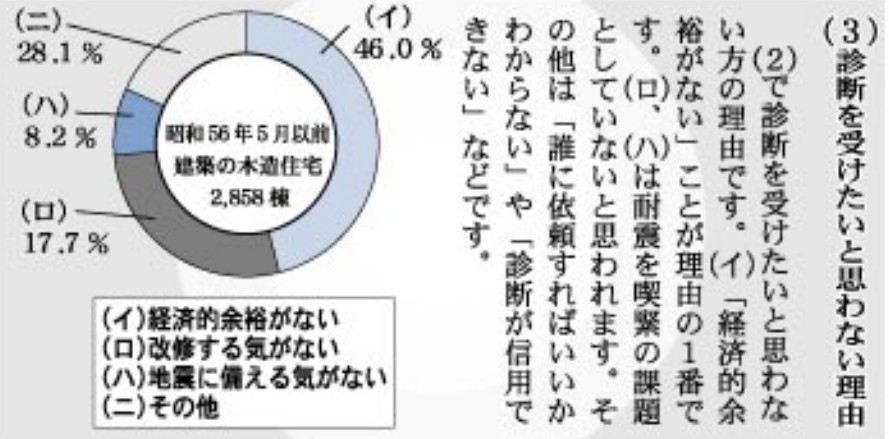 (3)診断を受けたいと思わない理由
(2)で診断を受けたいと思わな
い方の理由です。(イ)「経済的余
裕がない」ことが理由の1番で
す。(ロ)、(ハ)は耐震を喫緊の課題
としていないと思われます。そ
の他は「誰に依頼すればいいか
わからない」や「診断が信用で
きない」などです。
(イ)
46.0%
(ロ)
17.7%
(ハ)
8.2%
(ニ)
28.1%
昭和56年5月以前
建築の木造住宅
2,858棟
(イ)経済的余裕がない
(ロ)改修する気がない
(ハ)地震に備える気がない
(ニ)その他